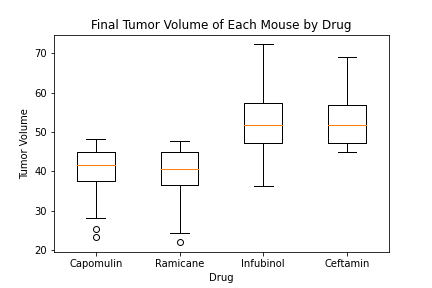 Final Tumor Volume of Each Mouse by Drug
Tumor Volume
70
60
50
40
30
20
Capomulin Ramicane Infubinol Ceftamin
Drug